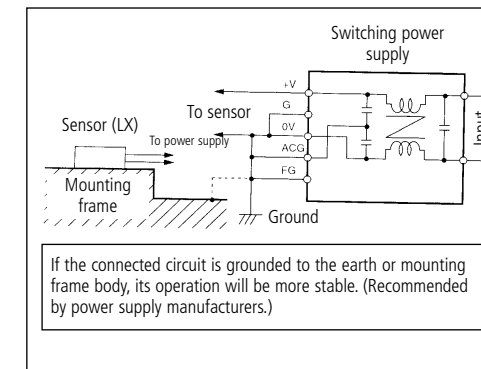 Switching power
supply
+V
G
To sensor
0V
Sensor (LX)
To power supply
ACG
FG
Input
Mounting
frame
Ground
If the connected circuit is grounded to the earth or mounting
frame body, its operation will be more stable. (Recommended
by power supply manufacturers.)